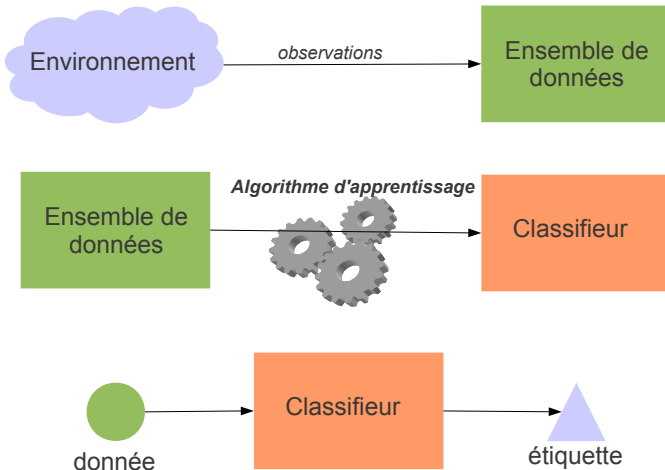 Environnement
observations
Ensemble de
données
Algorithme d'apprentissage
Ensemble de
données
Classifieur
Classifieur
donnée
étiquette